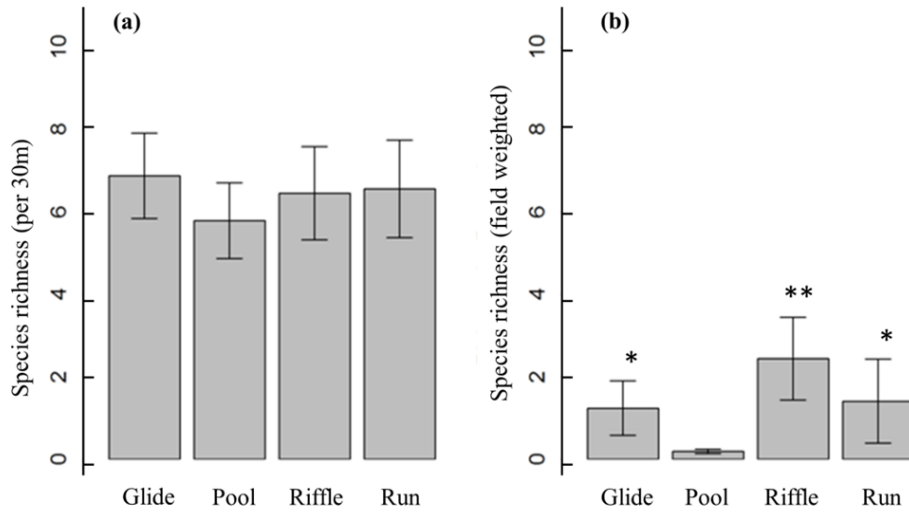 (a)
Species richness (per 30m)
10
8
6
4
2
0
Glide Pool Riffle Run
(b)
Species richness (field weighted)
10
8
6
4
2
0
*
**
*
Glide Pool Riffle Run